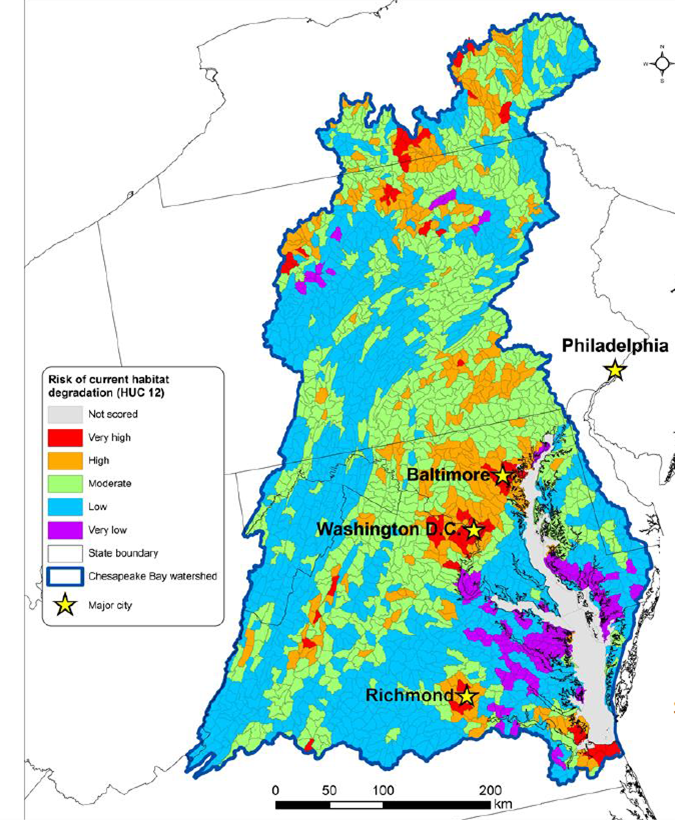 N
W
E
S
Philadelphia
Risk of current habitat
degradation (HUC 12)
Not scored
Very high
High
Moderate
Low
Very low
State boundary
Chesapeake Bay watershed
Major city
Baltimore
Washington D.C.
Richmond
0 50 100 200
km